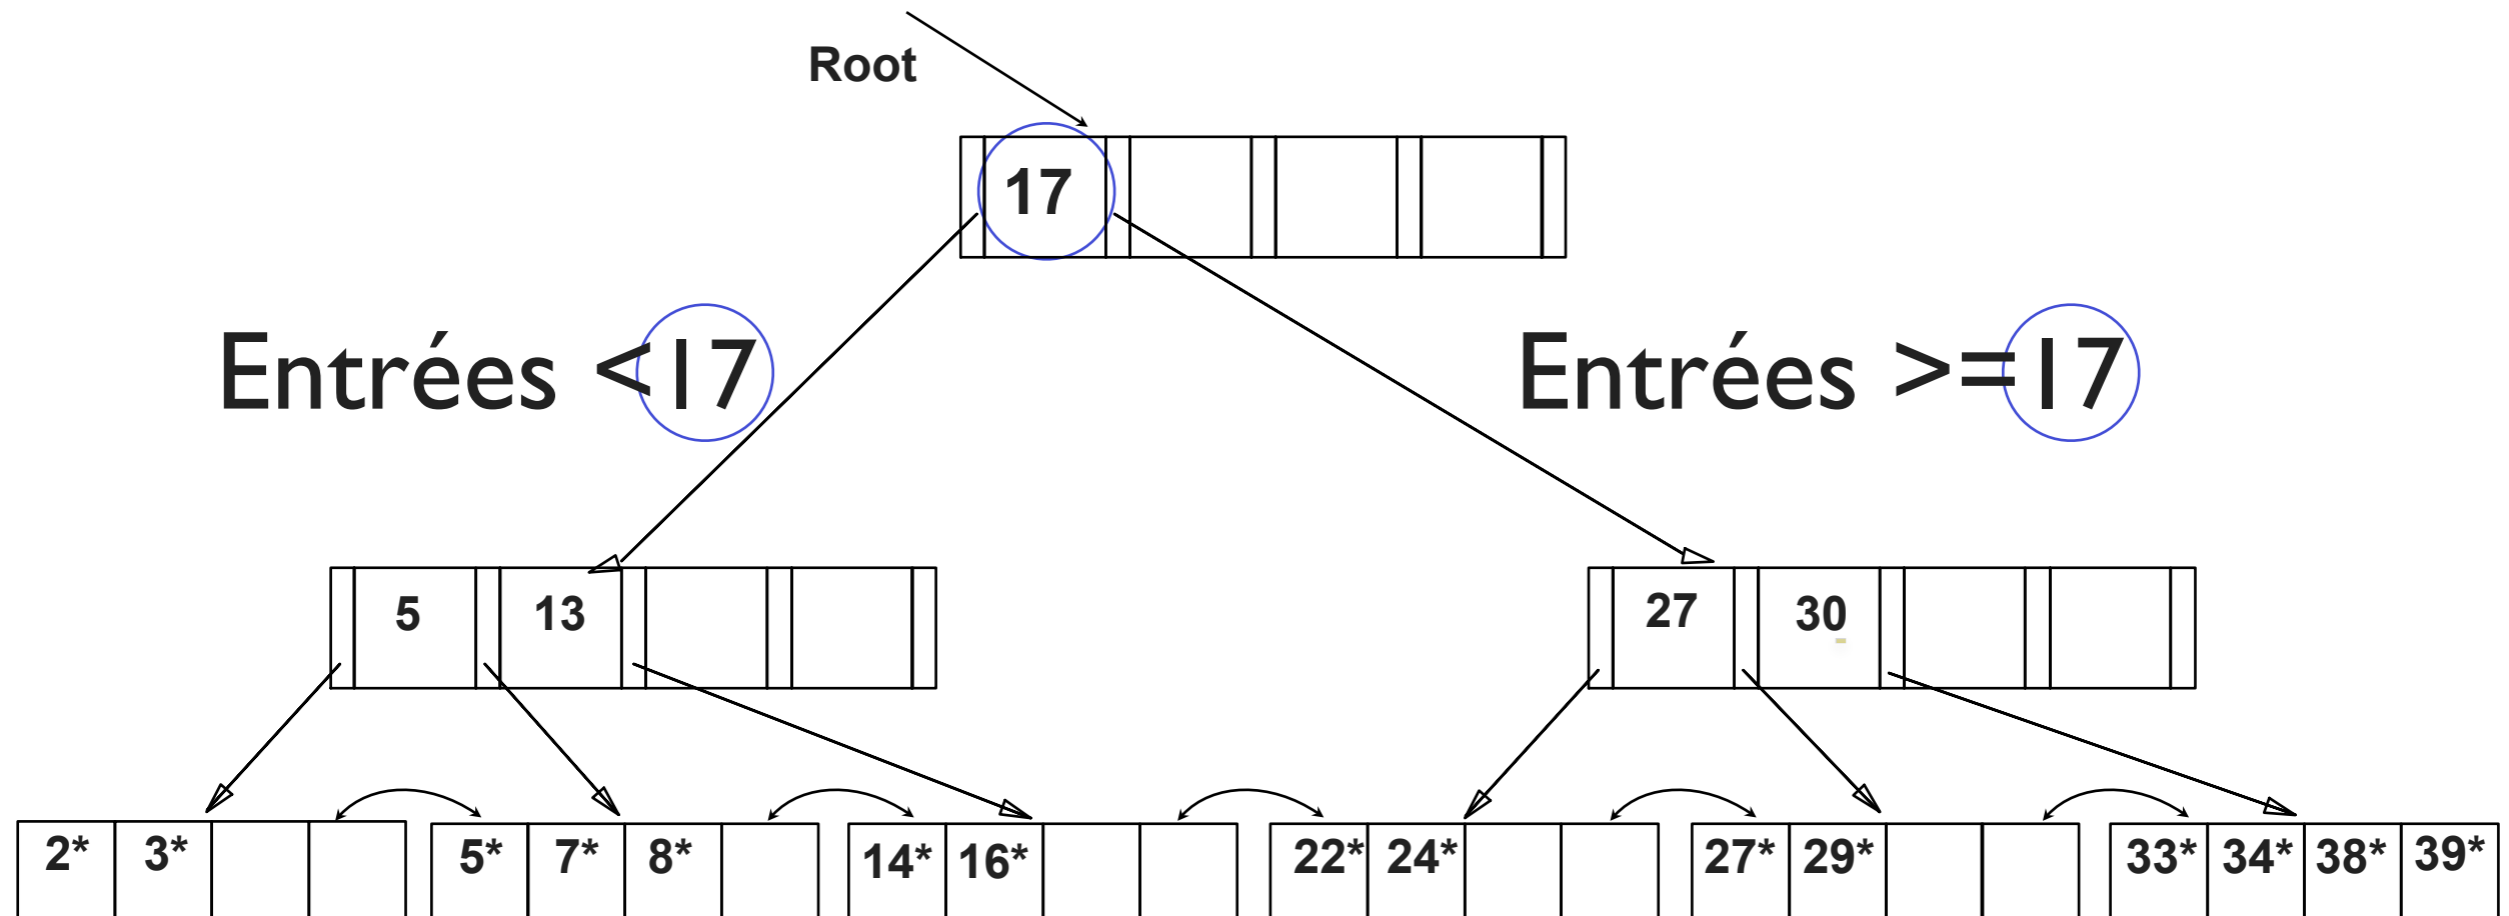 Root
17
Entrées <17
Entrées >=17
5 13
27 30
2* 3*
5* 7* 8*
14* 16*
22* 24*
27* 29*
33* 34* 38* 39*